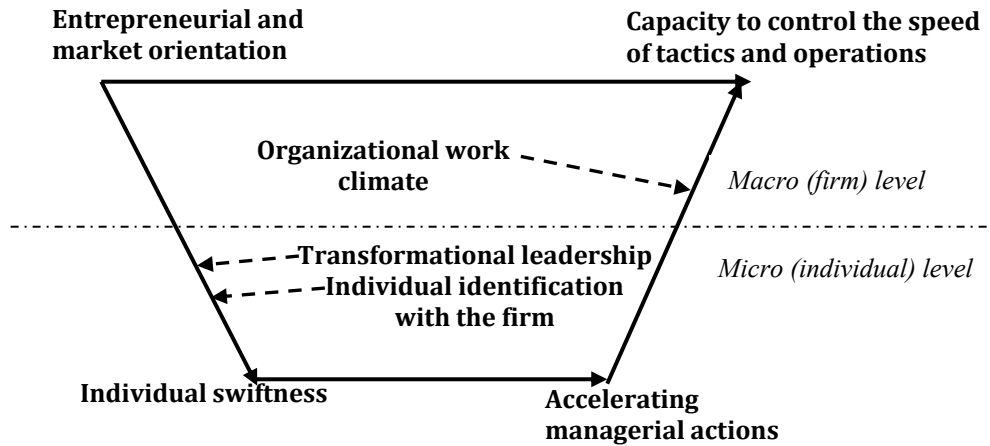 Entrepreneurial and
market orientation
Capacity to control the speed
of tactics and operations
Organizational work
climate
Macro (firm) level
Transformational leadership
Micro (individual) level
Individual identification
with the firm
Individual swiftness
Accelerating
managerial actions